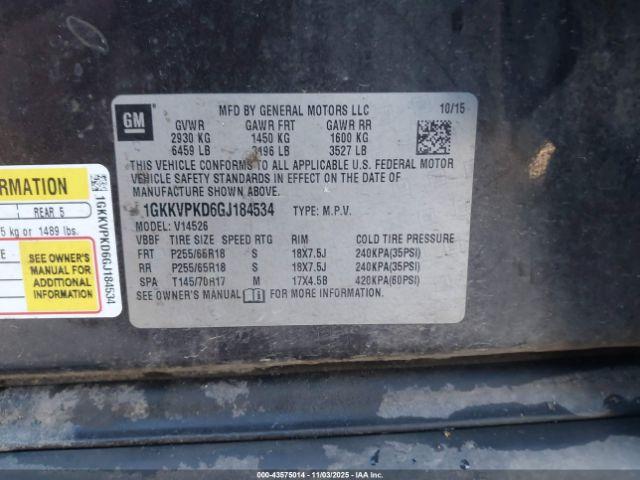 GM
MFD BY GENERAL MOTORS LLC 10/15
GVWR GAWR FRT GAWR RR
2930 KG 1450 KG 1600 KG
6459 LB 3196 LB 3527 LB
THIS VEHICLE CONFORMS TO ALL APPLICABLE U.S. FEDERAL MOTOR
VEHICLE SAFETY STANDARDS IN EFFECT ON THE DATE OF
MANUFACTURE SHOWN ABOVE.
1GKKVPKD6GJ184534 TYPE: M.P.V.
MODEL: V14526
VBBF TIRE SIZE SPEED RTG RIM COLD TIRE PRESSURE
FRT P255/65R18 S 18X7.5J 240KPA(35PSI)
RR P255/65R18 S 18X7.5J 240KPA(35PSI)
SPA T145/70R17 M 17X4.5B 420KPA(60PSI)
SEE OWNER'S MANUAL FOR MORE INFORMATION.
REAR 5
kg or 1489 lbs.
SEE OWNER'S
MANUAL FOR
ADDITIONAL
INFORMATION
1GKKVPKD6GJ184534
000-43575014 - 11/03/2025 - IAAI.COM